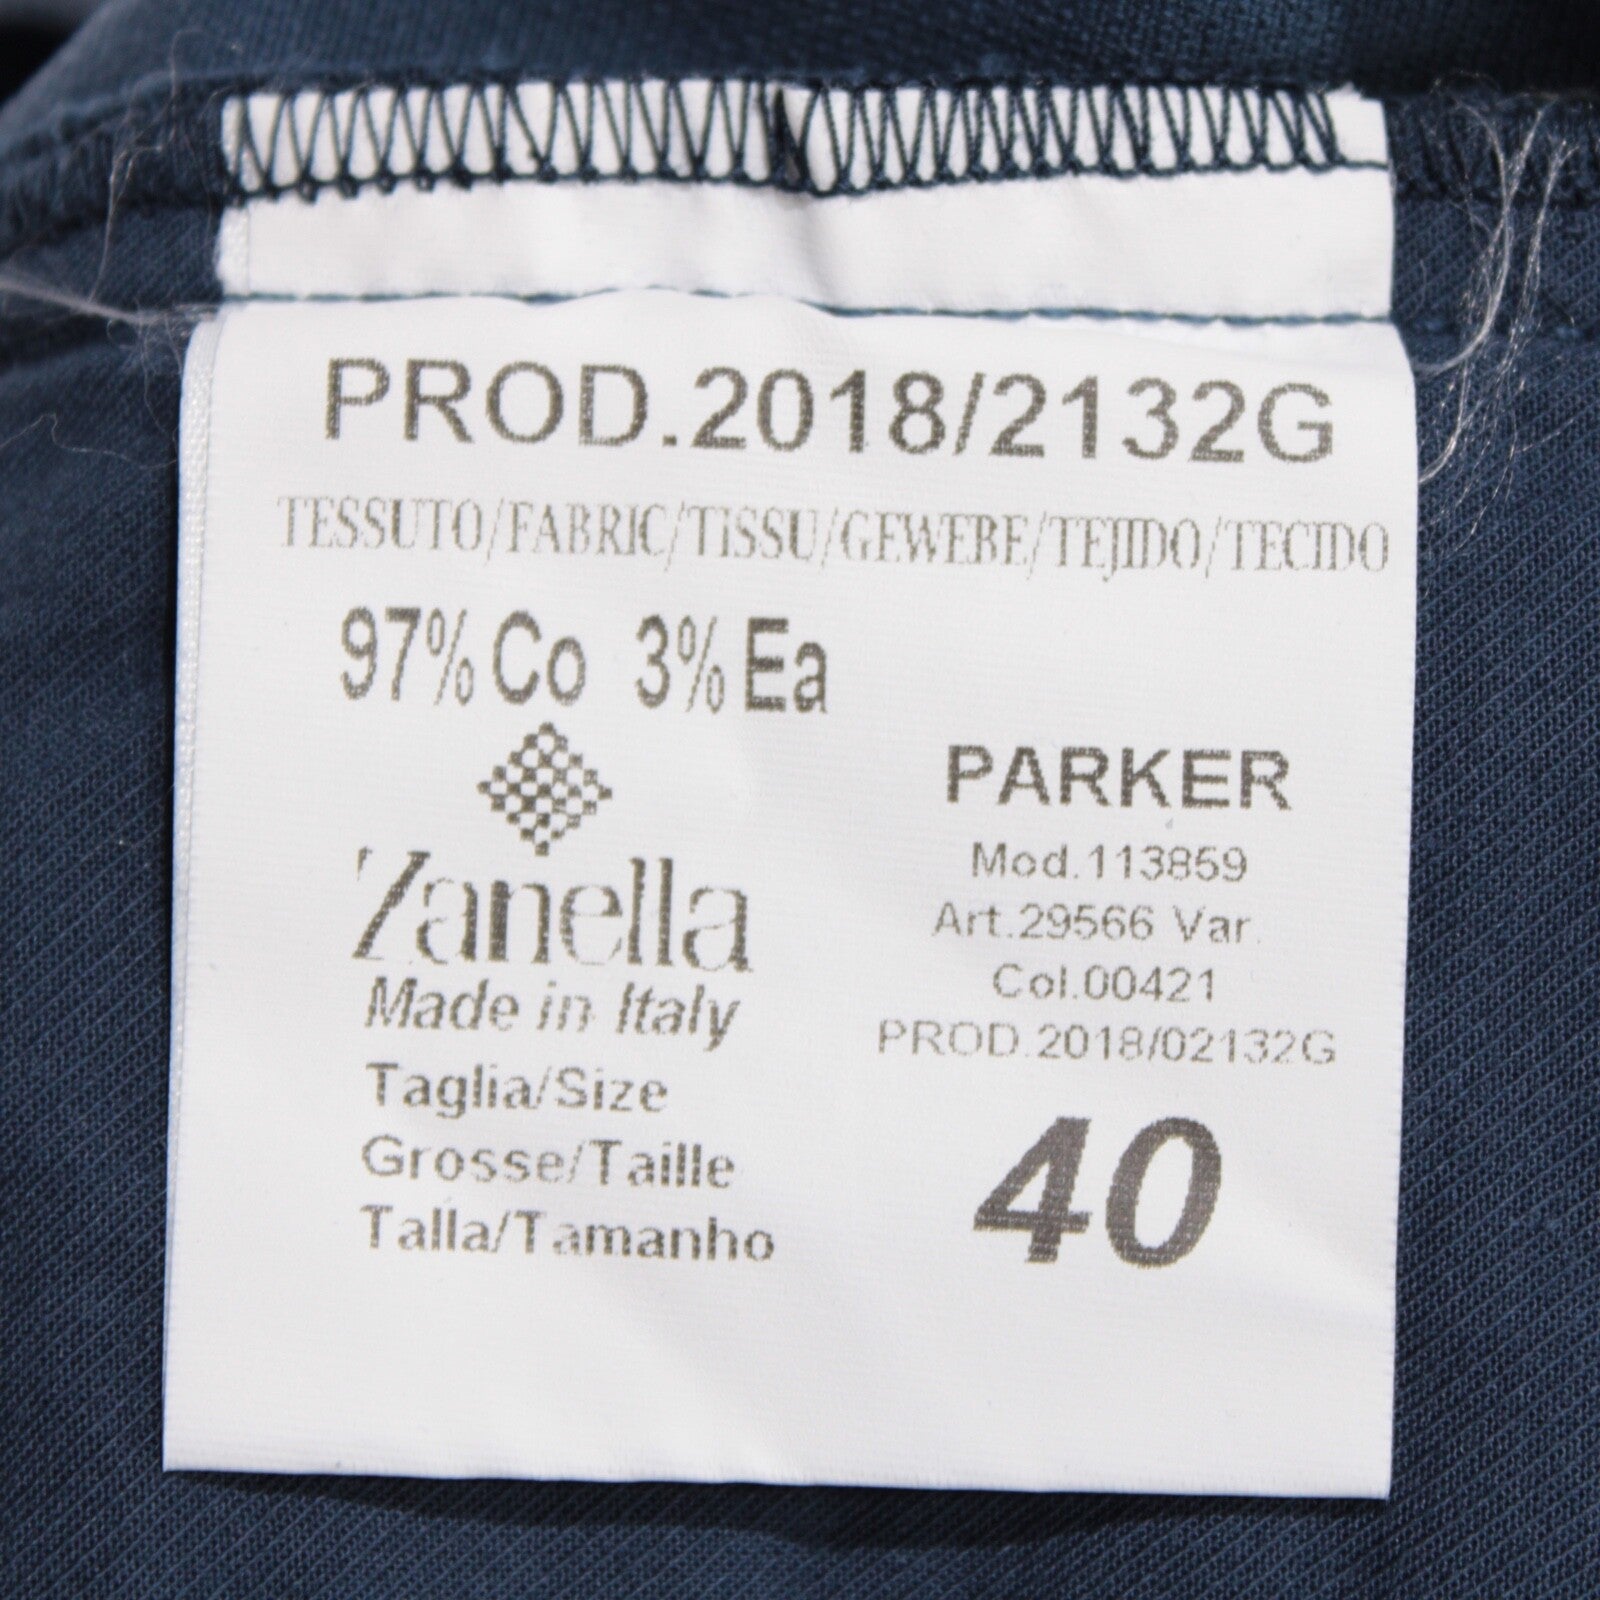 PROD.2018/2132G
TESSUTO/FABRIC/TISSU/GEWEBE/TEJIDO/TECIDO
97% Co 3% Ea
Zanella
Made in Italy
Taglia/Size
Grosse/Taille
Talla/Tamanho
PARKER
Mod.113859
Art.29566 Var.
Col.00421
PROD.2018/02132G
40